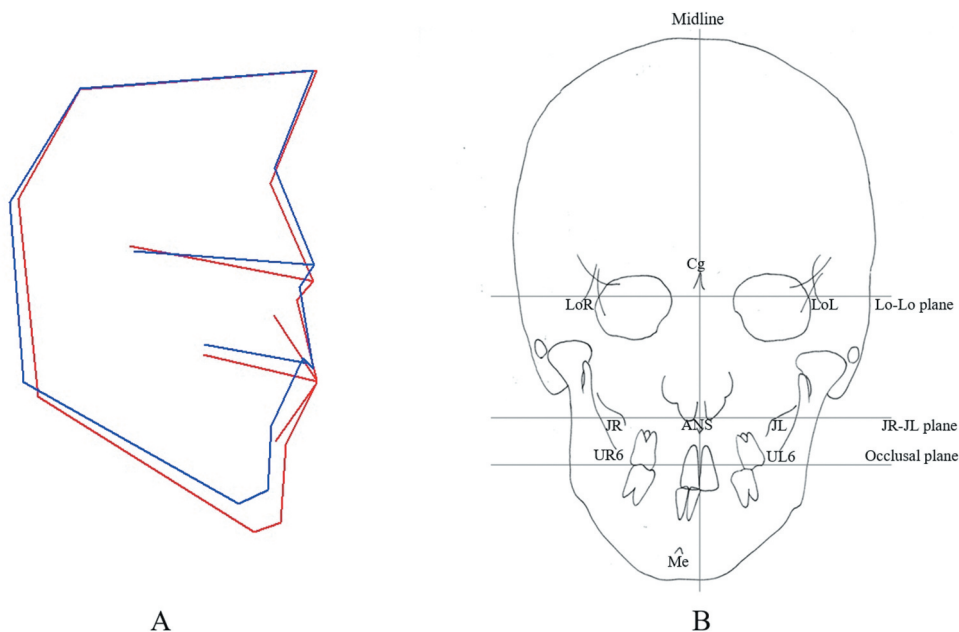 Midline
Cg
LoR
LoL
Lo-Lo plane
JR
ANS
JL
JR-JL plane
UR6
UL6
Occlusal plane
Me
A
B